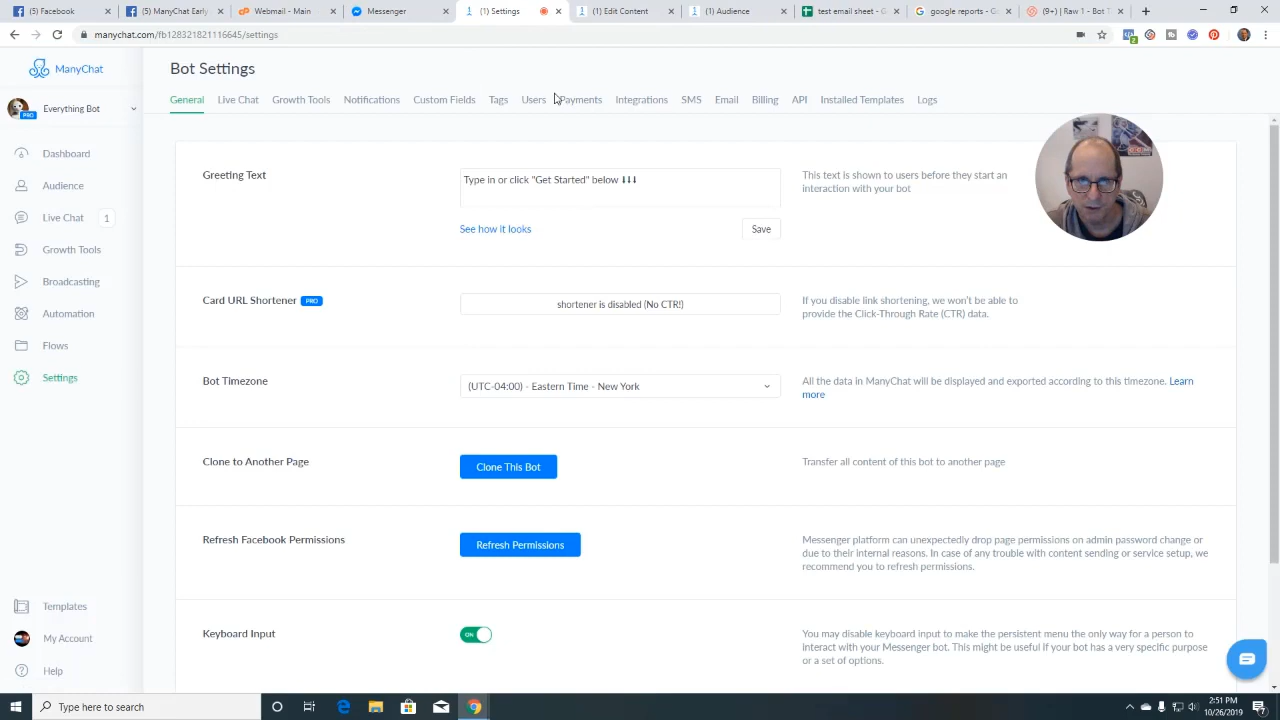 (5) Facebook
(5) ManyChat Early
Webmail - Main
Messenger
(1) Settings
(1) Edit Content
(1) Audience
test email sheet - G
google reports - G
(9+) Raw 1 - Bot T
manychat.com/fb128321821116645/settings
2
ManyChat
Bot Settings
General
Live Chat
Growth Tools
Notifications
Custom Fields
Tags
Users
Payments
Integrations
SMS
Email
Billing
API
Installed Templates
Logs
Everything Bot
PRO
Dashboard
Audience
Live Chat
1
Growth Tools
Broadcasting
Automation
Flows
Settings
Templates
My Account
Help
Greeting Text
Type in or click "Get Started" below ⬇⬇⬇
See how it looks
Save
This text is shown to users before they start an
interaction with your bot
Card URL Shortener PRO
shortener is disabled (No CTR!)
If you disable link shortening, we won't be able to
provide the Click-Through Rate (CTR) data.
Bot Timezone
(UTC-04:00) - Eastern Time - New York
All the data in ManyChat will be displayed and exported according to this timezone. Learn
more
Clone to Another Page
Clone This Bot
Transfer all content of this bot to another page
Refresh Facebook Permissions
Refresh Permissions
Messenger platform can unexpectedly drop page permissions on admin password change or
due to their internal reasons. In case of any trouble with content sending or service setup, we
recommend you to refresh permissions.
Keyboard Input
ON
You may disable keyboard input to make the persistent menu the only way for a person to
interact with your Messenger bot. This might be useful if your bot has a very specific purpose
or a set of options.
Type here to search
2:51 PM
10/26/2019